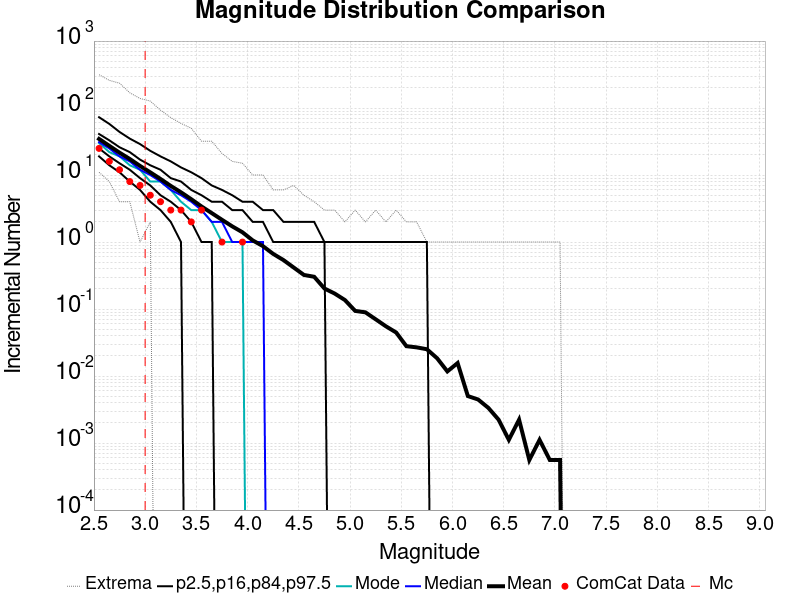 Magnitude Distribution Comparison
10^3
10^2
10^1
10^0
10^-1
10^-2
10^-3
10^-4
Incremental Number
2.5 3.0 3.5 4.0 4.5 5.0 5.5 6.0 6.5 7.0 7.5 8.0 8.5 9.0
Magnitude
Extrema p2.5,p16,p84,p97.5 Mode Median Mean ComCat Data Mc